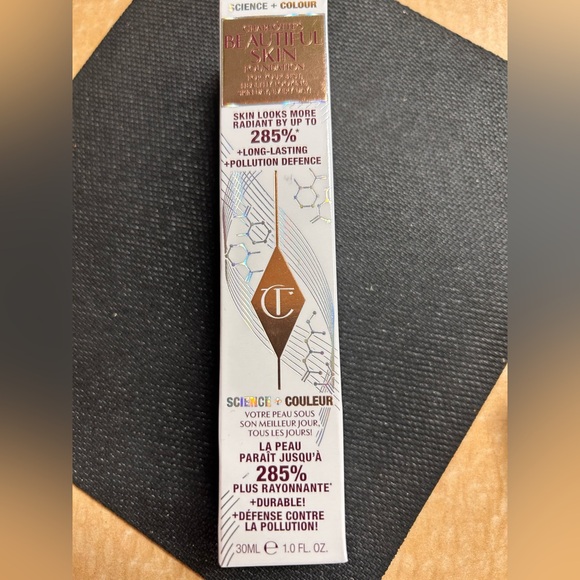 SCIENCE + COLOUR
CHARLOTTE'S
BEAUTIFUL
SKIN
FOUNDATION
SKIN LOOKS MORE
RADIANT BY UP TO
285%*
+LONG-LASTING
+POLLUTION DEFENCE
CT
SCIENCE + COULEUR
VOTRE PEAU SOUS
SON MEILLEUR JOUR,
TOUS LES JOURS!
LA PEAU
PARAÎT JUSQU'À
285%
PLUS RAYONNANTE*
+DURABLE!
+DÉFENSE CONTRE
LA POLLUTION!
30ML e 1.0 FL. OZ.